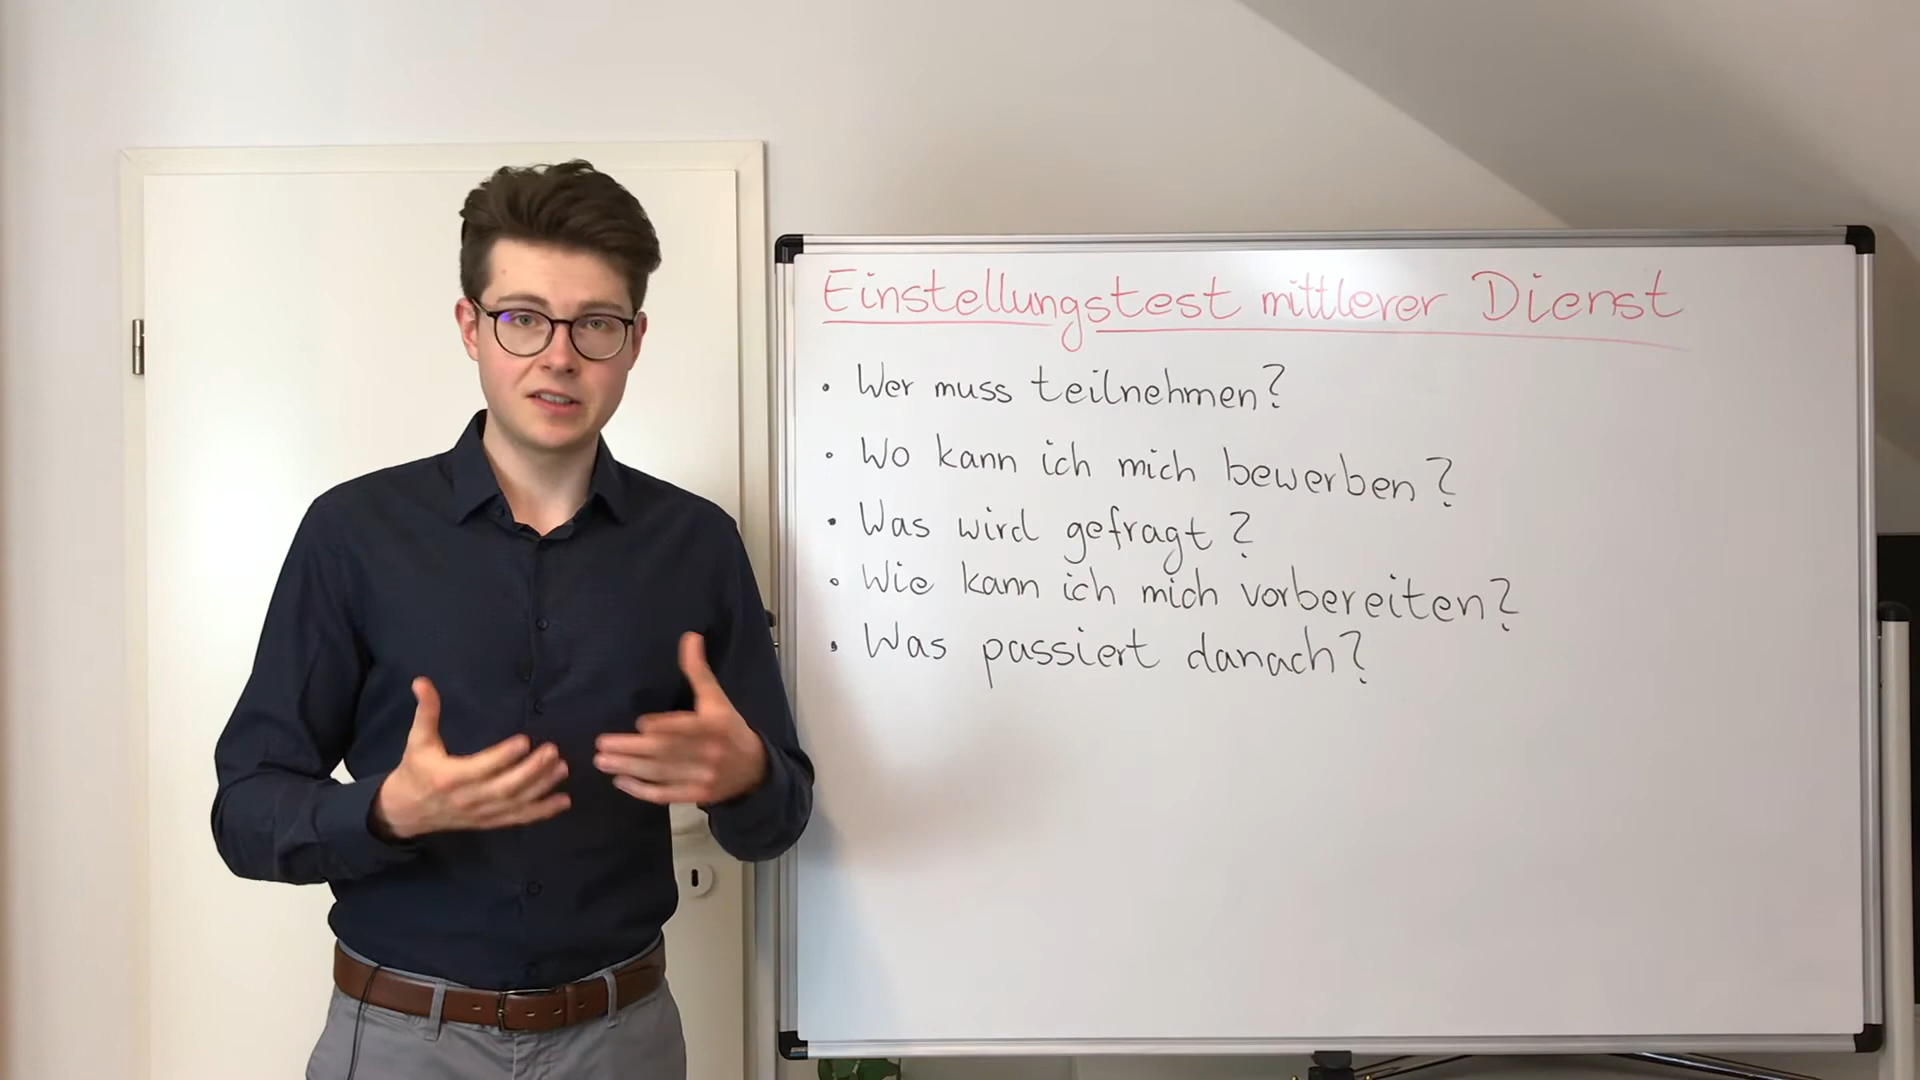 Einstellungstest mittlerer Dienst
• Wer muss teilnehmen?
• Wo kann ich mich bewerben?
• Was wird gefragt?
• Wie kann ich mich vorbereiten?
• Was passiert danach?